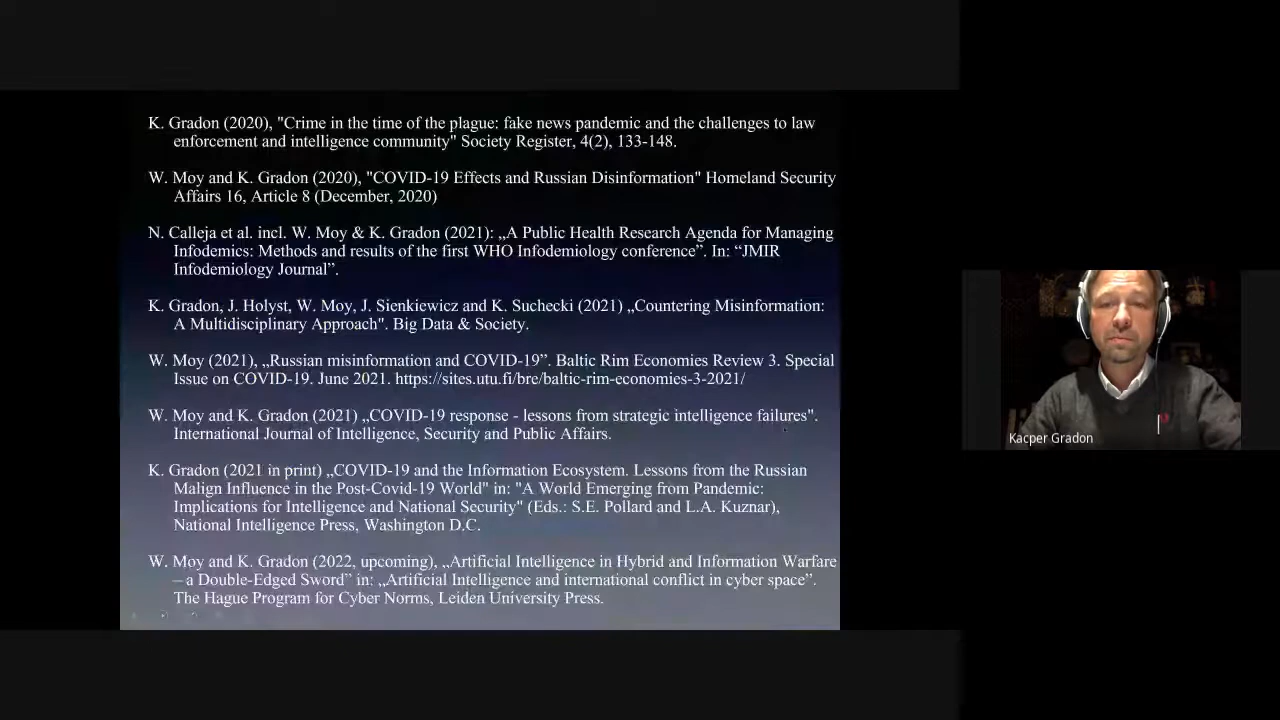 K. Gradon (2020), "Crime in the time of the plague: fake news pandemic and the challenges to law
enforcement and intelligence community" Society Register, 4(2), 133-148.
W. Moy and K. Gradon (2020), "COVID-19 Effects and Russian Disinformation" Homeland Security
Affairs 16, Article 8 (December, 2020)
N. Calleja et al. incl. W. Moy & K. Gradon (2021): „A Public Health Research Agenda for Managing
Infodemics: Methods and results of the first WHO Infodemiology conference”. In: “JMIR
Infodemiology Journal”.
K. Gradon, J. Holyst, W. Moy, J. Sienkiewicz and K. Suchecki (2021) „Countering Misinformation:
A Multidisciplinary Approach". Big Data & Society.
W. Moy (2021), „Russian misinformation and COVID-19”. Baltic Rim Economies Review 3. Special
Issue on COVID-19. June 2021. https://sites.utu.fi/bre/baltic-rim-economies-3-2021/
W. Moy and K. Gradon (2021) „COVID-19 response - lessons from strategic intelligence failures".
International Journal of Intelligence, Security and Public Affairs.
K. Gradon (2021 in print) „COVID-19 and the Information Ecosystem. Lessons from the Russian
Malign Influence in the Post-Covid-19 World" in: "A World Emerging from Pandemic:
Implications for Intelligence and National Security" (Eds.: S.E. Pollard and L.A. Kuznar),
National Intelligence Press, Washington D.C.
W. Moy and K. Gradon (2022, upcoming), „Artificial Intelligence in Hybrid and Information Warfare
– a Double-Edged Sword” in: „Artificial Intelligence and international conflict in cyber space”.
The Hague Program for Cyber Norms, Leiden University Press.
Kacper Gradon